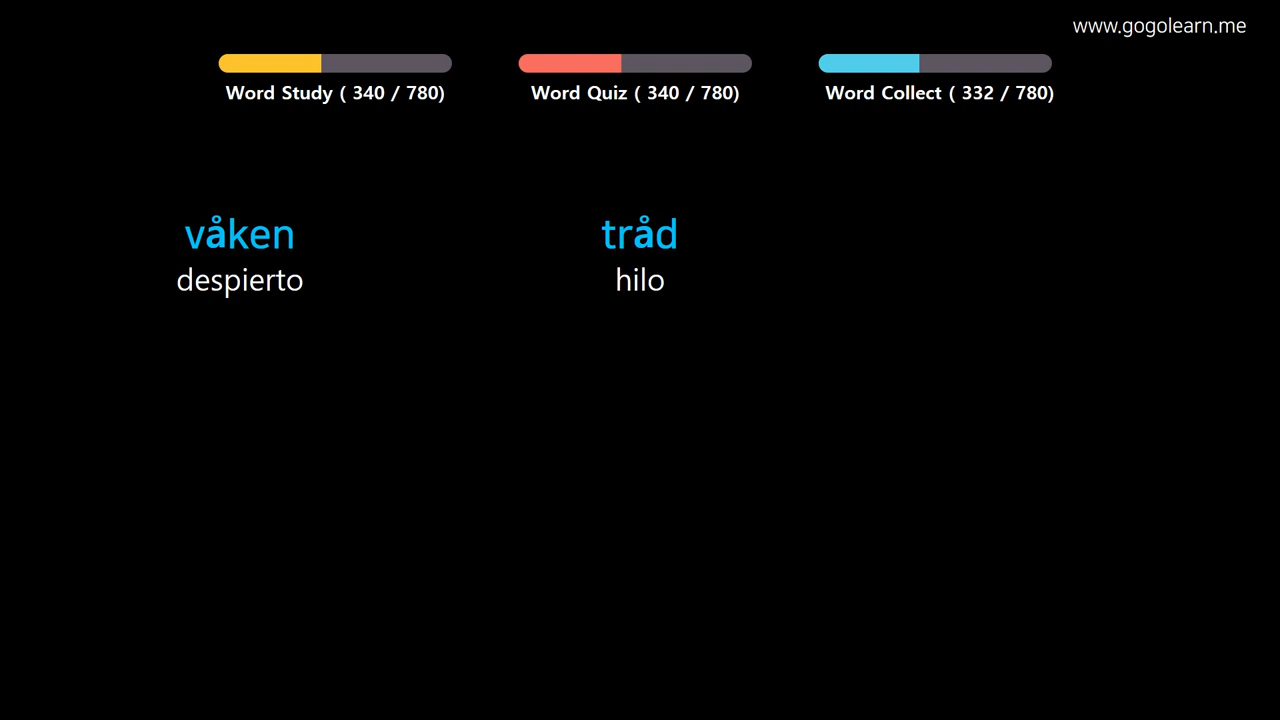 www.gogolearn.me
Word Study ( 340 / 780)
Word Quiz ( 340 / 780)
Word Collect ( 332 / 780)
våken
tråd
despierto
hilo